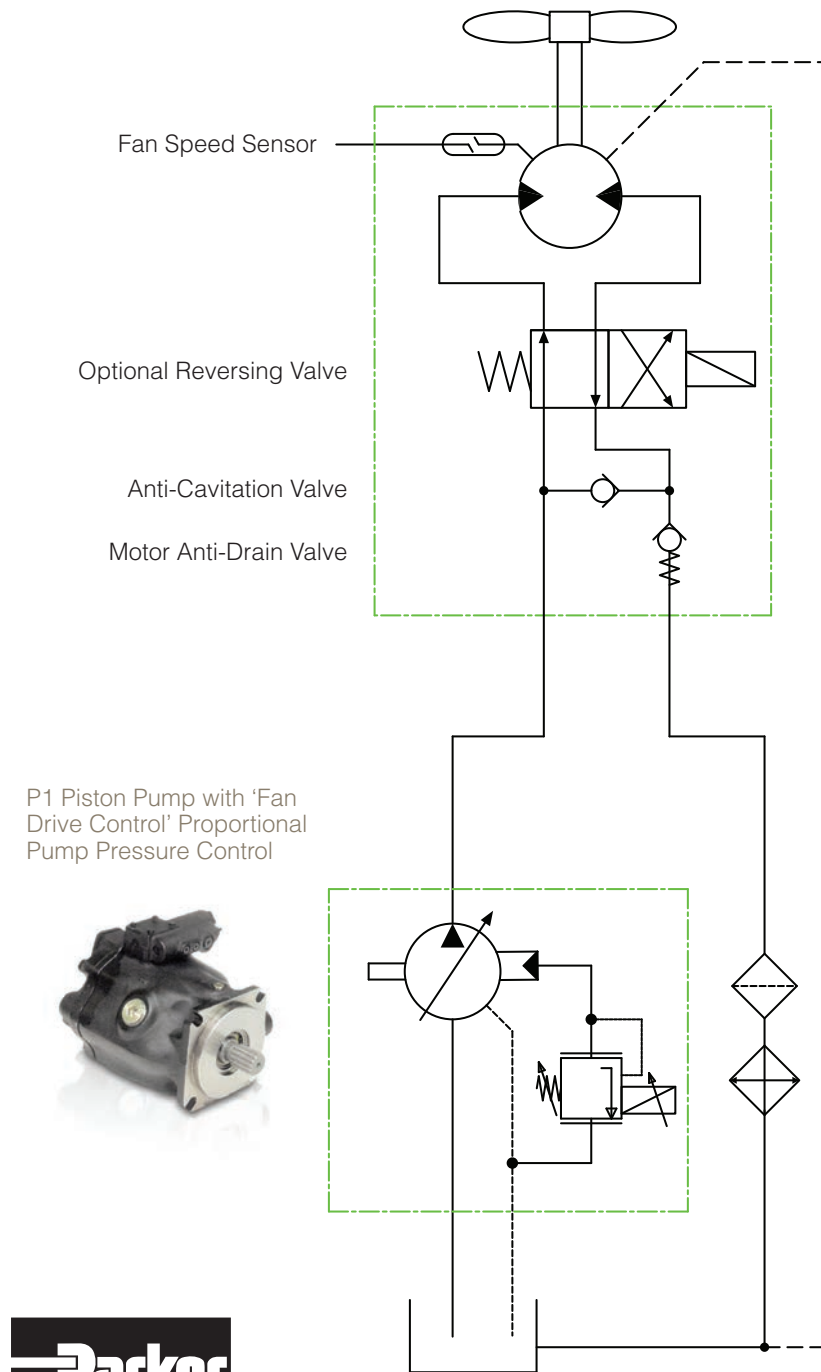 Fan Speed Sensor
Optional Reversing Valve
Anti-Cavitation Valve
Motor Anti-Drain Valve
P1 Piston Pump with ‘Fan
Drive Control’ Proportional
Pump Pressure Control
Parker